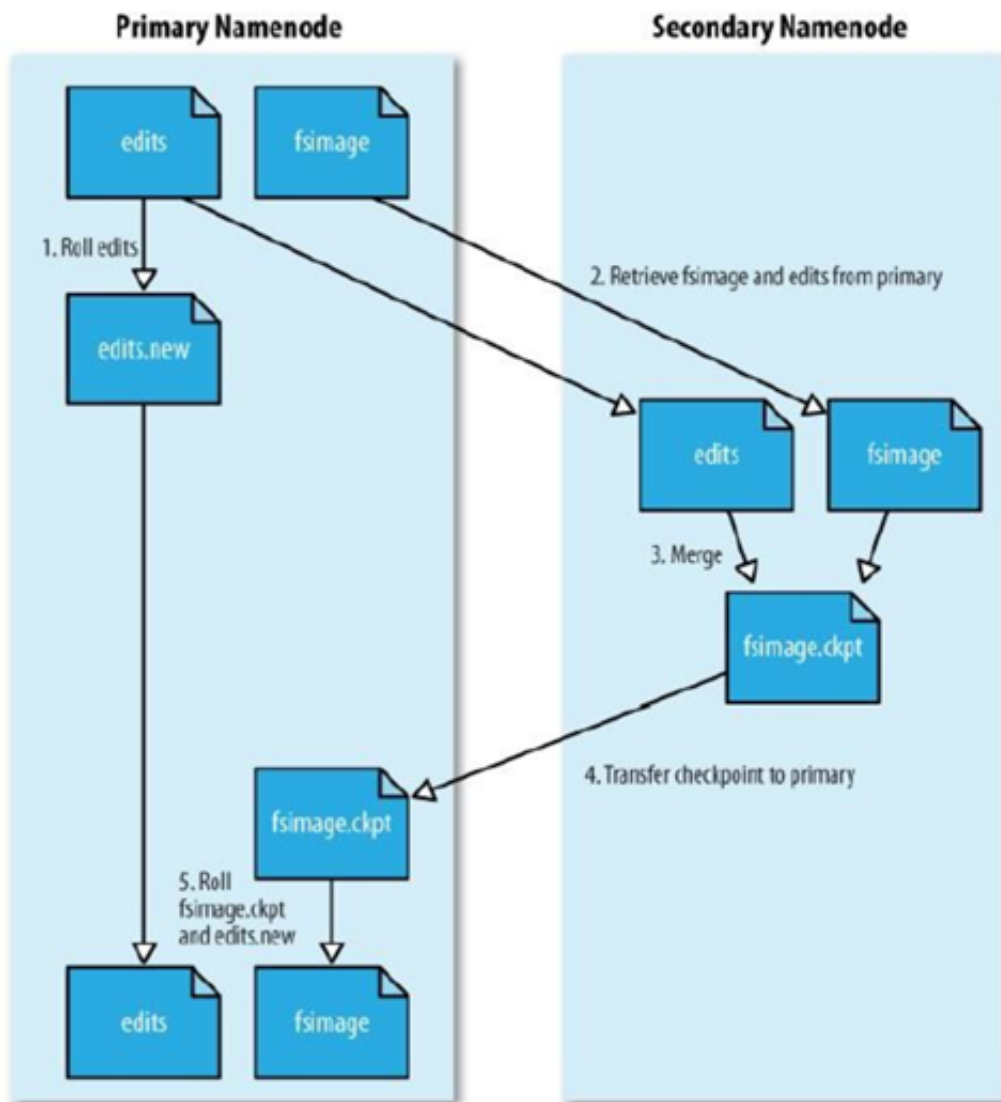 Primary Namenode
Secondary Namenode
edits
fsimage
1. Roll edits
2. Retrieve fsimage and edits from primary
edits.new
edits
fsimage
3. Merge
fsimage.ckpt
4. Transfer checkpoint to primary
fsimage.ckpt
5. Roll
fsimage.ckpt
and edits.new
edits
fsimage